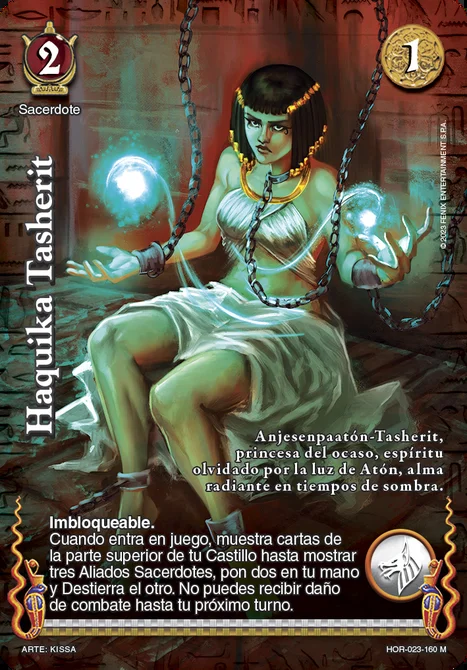 2
1
Sacerdote
© 2023 FENIX ENTERTAINMENT S.P.A.
Haquika Tasherit
Anjesenpaatón-Tasherit,
princesa del ocaso, espíritu
olvidado por la luz de Atón, alma
radiante en tiempos de sombra.
Imbloqueable.
Cuando entra en juego, muestra cartas de
la parte superior de tu Castillo hasta mostrar
tres Aliados Sacerdotes, pon dos en tu mano
y Destierra el otro. No puedes recibir daño
de combate hasta tu próximo turno.
ARTE: KISSA
HOR-023-160 M